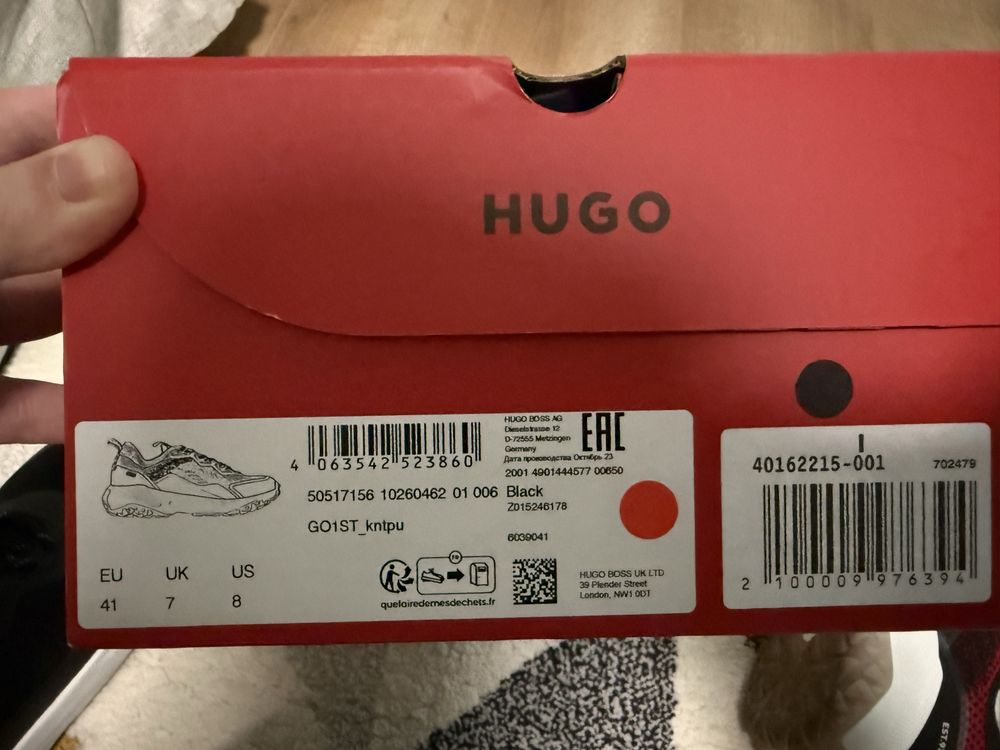 HUGO
4 063542 523860
50517156 10260462 01 006 Black
GO1ST_kntpu
EU UK US
41 7 8
HUGO BOSS AG
Dieselstrasse 12
D-72555 Metzingen
Germany
EAC
Дата производства Октябрь 23
2001 4901444577 00650
Z015246178
6039041
FR
quefairedemesdechets.fr
HUGO BOSS UK LTD
39 Plender Street
London, NW1 0DT
40162215-001 702479
2 100009 976394